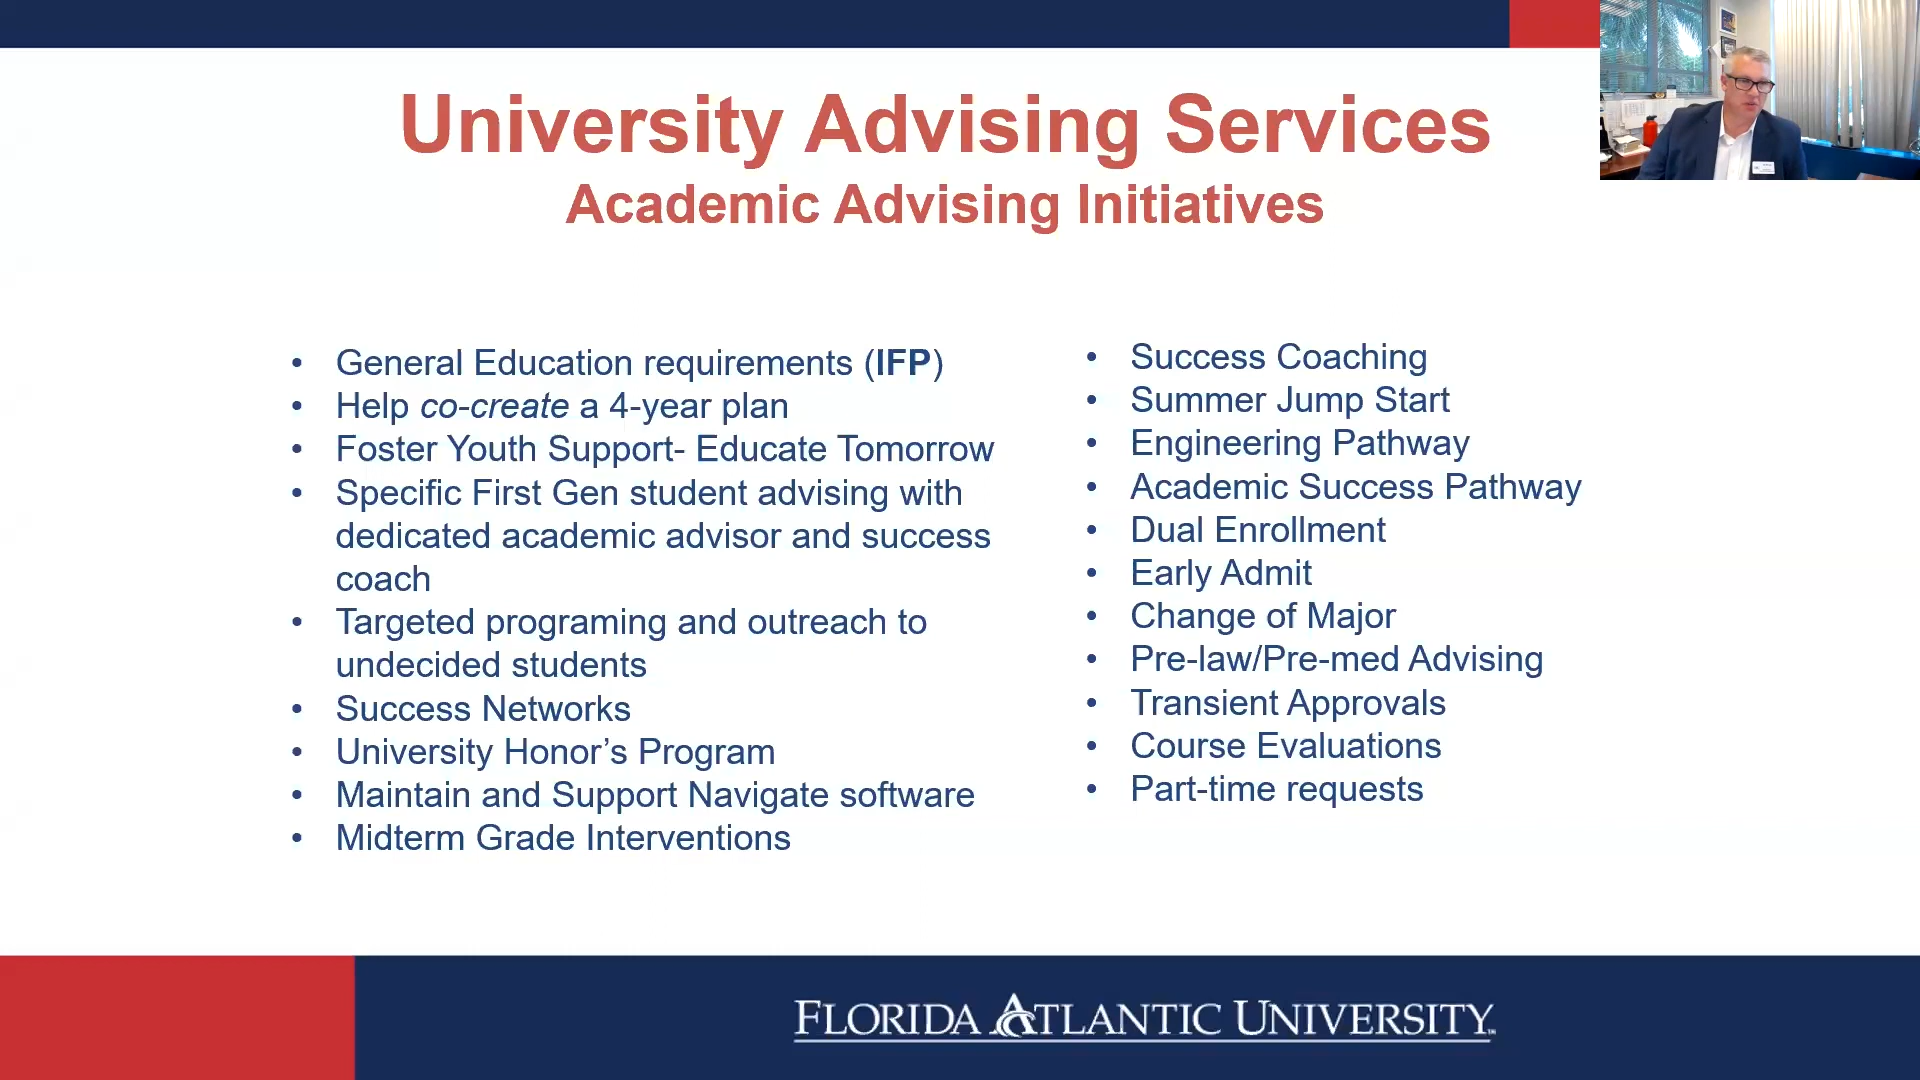 University Advising Services
Academic Advising Initiatives
• General Education requirements (IFP)
• Help co-create a 4-year plan
• Foster Youth Support- Educate Tomorrow
• Specific First Gen student advising with
dedicated academic advisor and success
coach
• Targeted programing and outreach to
undecided students
• Success Networks
• University Honor’s Program
• Maintain and Support Navigate software
• Midterm Grade Interventions
• Success Coaching
• Summer Jump Start
• Engineering Pathway
• Academic Success Pathway
• Dual Enrollment
• Early Admit
• Change of Major
• Pre-law/Pre-med Advising
• Transient Approvals
• Course Evaluations
• Part-time requests
FLORIDA ATLANTIC UNIVERSITY